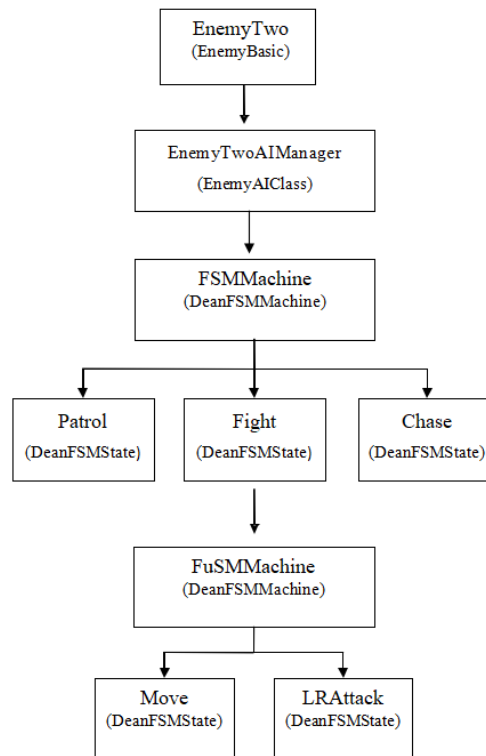 EnemyTwo
(EnemyBasic)
EnemyTwoAIManager
(EnemyAIClass)
FSMMachine
(DeanFSMMachine)
Patrol
(DeanFSMState)
Fight
(DeanFSMState)
Chase
(DeanFSMState)
FuSMMachine
(DeanFSMMachine)
Move
(DeanFSMState)
LRAttack
(DeanFSMState)